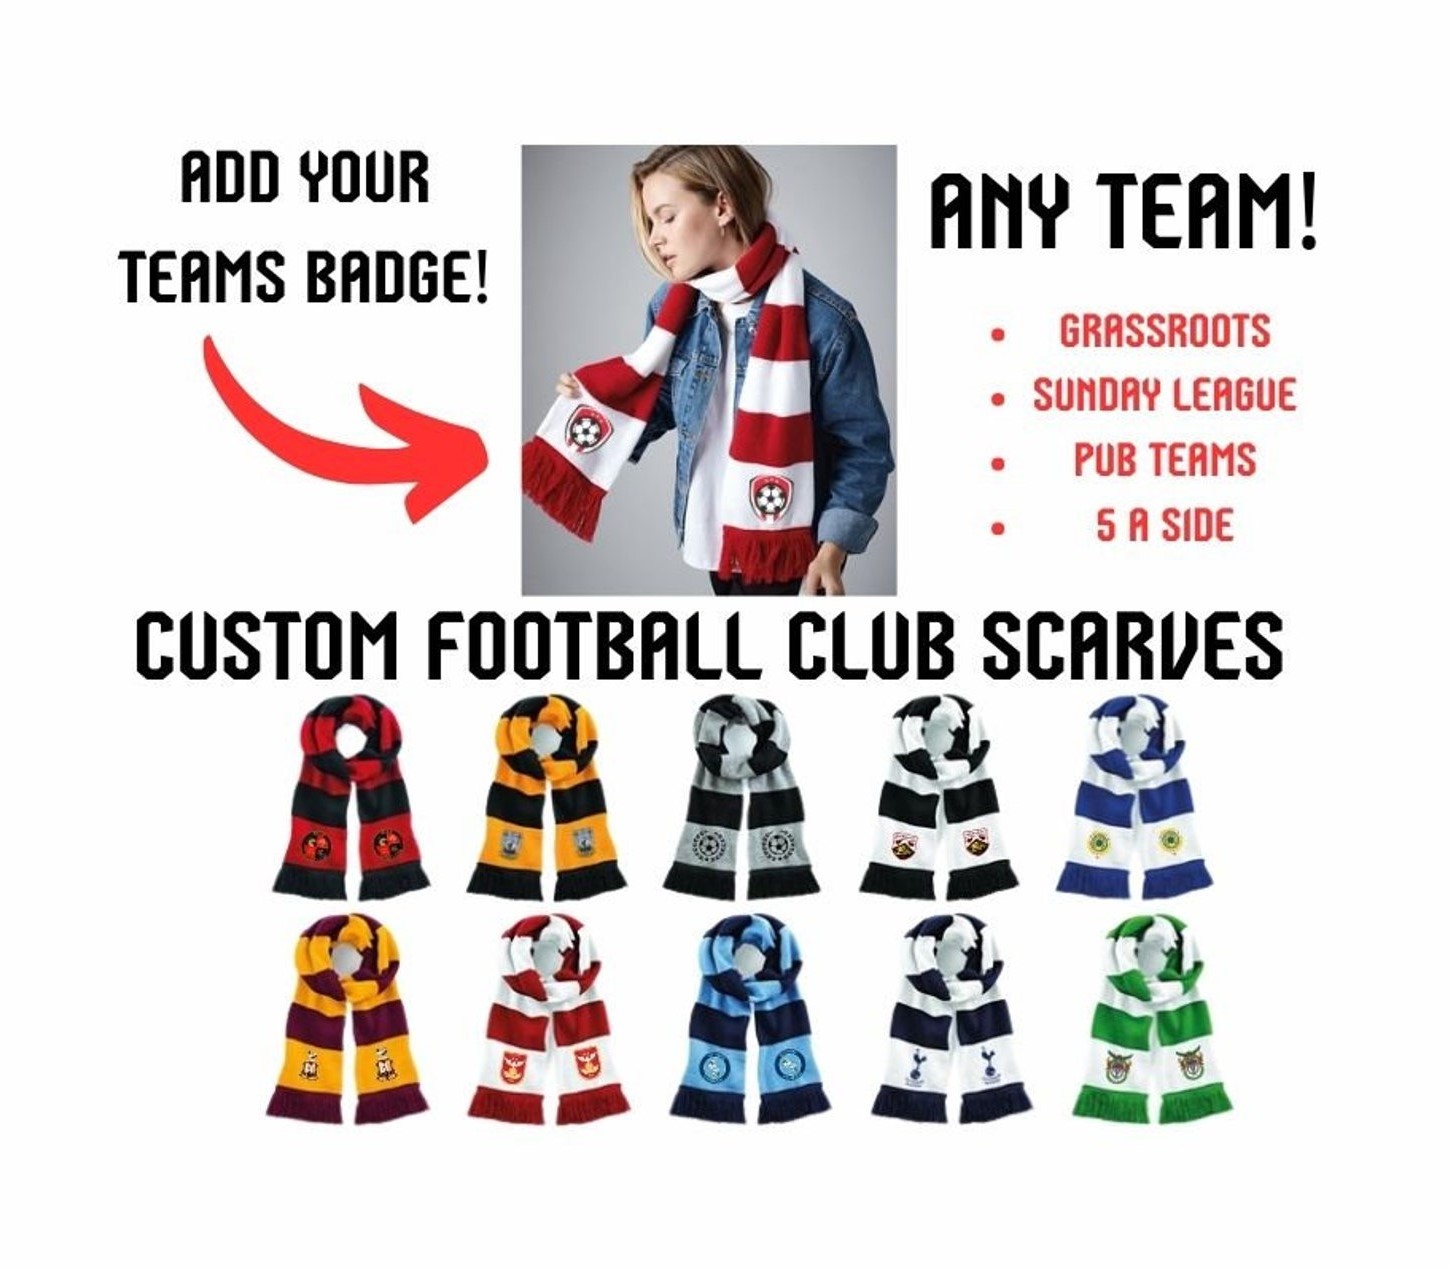 ADD YOUR
TEAMS BADGE!
ANY TEAM!
• GRASSROOTS
• SUNDAY LEAGUE
• PUB TEAMS
• 5 A SIDE
CUSTOM FOOTBALL CLUB SCARVES